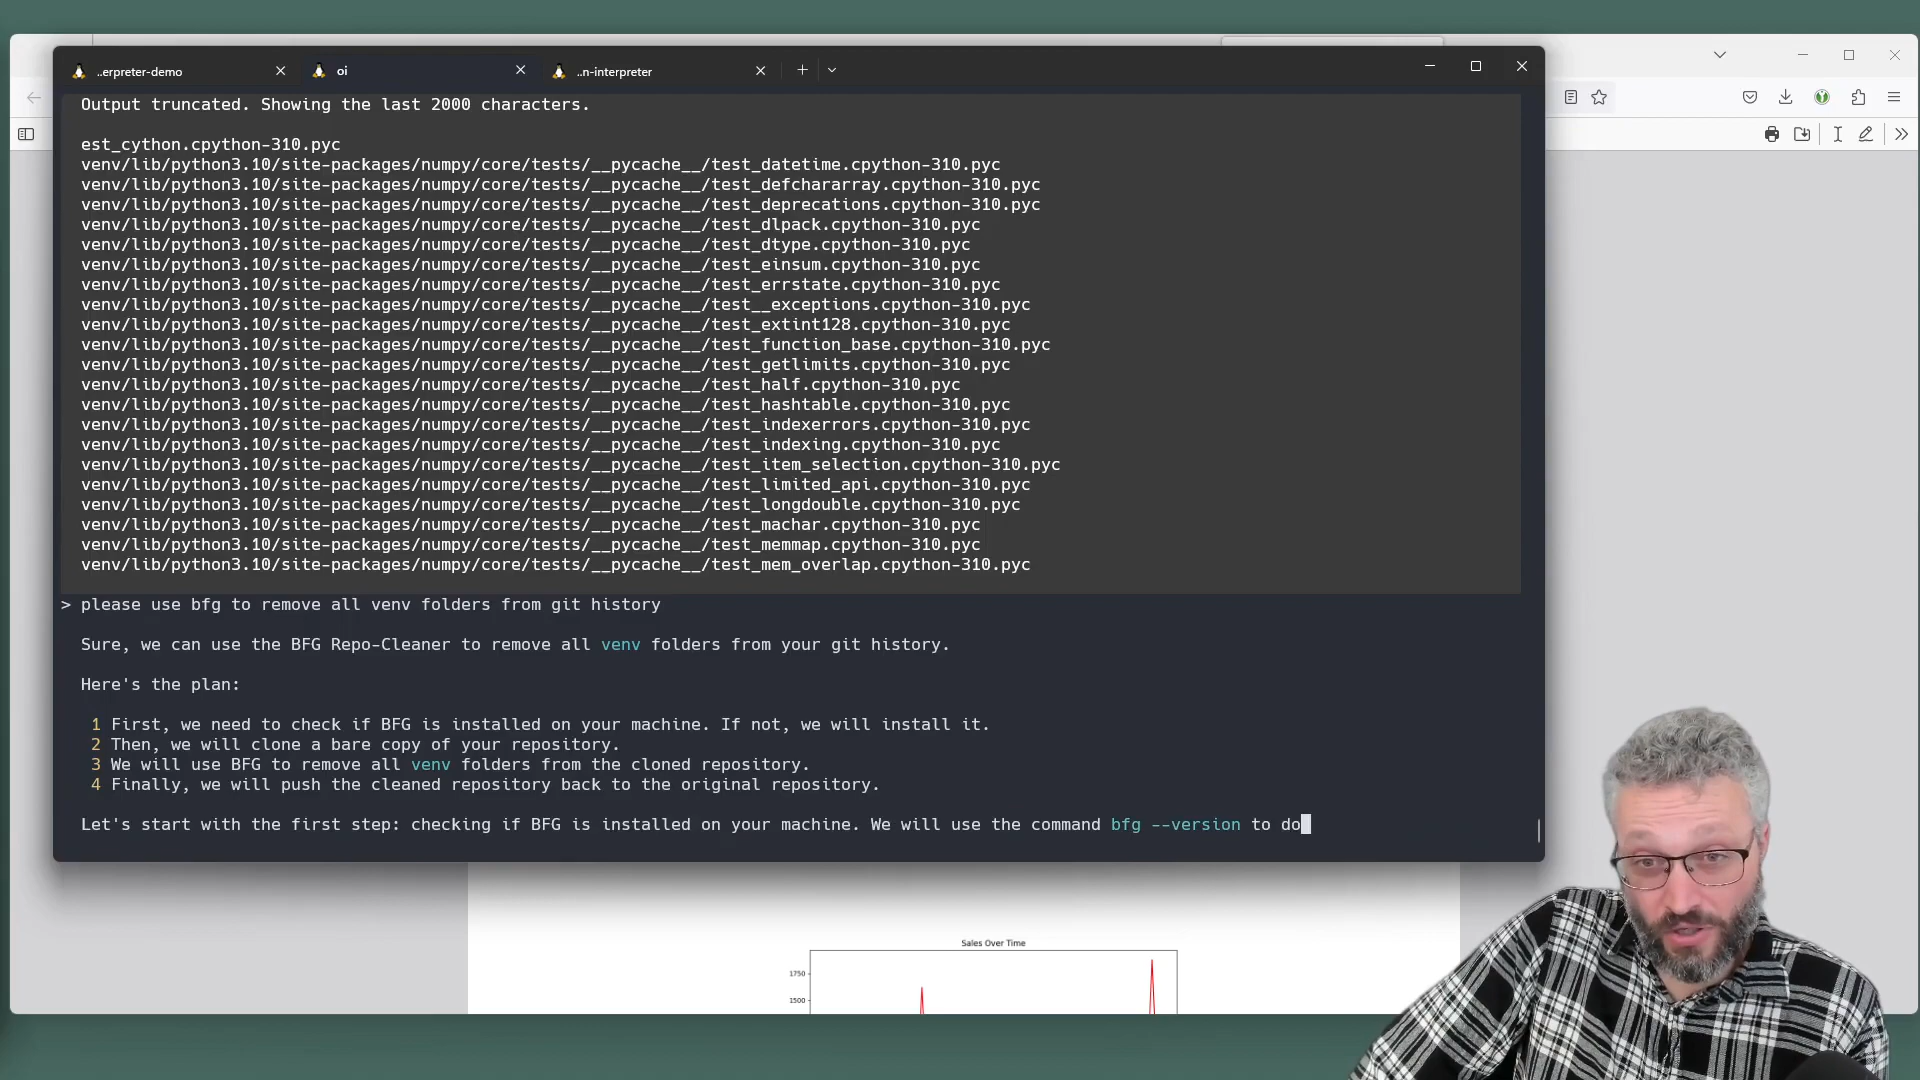 ..erpreter-demo
oi
..n-interpreter
Output truncated. Showing the last 2000 characters.
est_cython.cpython-310.pyc
venv/lib/python3.10/site-packages/numpy/core/tests/__pycache__/test_datetime.cpython-310.pyc
venv/lib/python3.10/site-packages/numpy/core/tests/__pycache__/test_defchararray.cpython-310.pyc
venv/lib/python3.10/site-packages/numpy/core/tests/__pycache__/test_deprecations.cpython-310.pyc
venv/lib/python3.10/site-packages/numpy/core/tests/__pycache__/test_dlpack.cpython-310.pyc
venv/lib/python3.10/site-packages/numpy/core/tests/__pycache__/test_dtype.cpython-310.pyc
venv/lib/python3.10/site-packages/numpy/core/tests/__pycache__/test_einsum.cpython-310.pyc
venv/lib/python3.10/site-packages/numpy/core/tests/__pycache__/test_errstate.cpython-310.pyc
venv/lib/python3.10/site-packages/numpy/core/tests/__pycache__/test__exceptions.cpython-310.pyc
venv/lib/python3.10/site-packages/numpy/core/tests/__pycache__/test_extint128.cpython-310.pyc
venv/lib/python3.10/site-packages/numpy/core/tests/__pycache__/test_function_base.cpython-310.pyc
venv/lib/python3.10/site-packages/numpy/core/tests/__pycache__/test_getlimits.cpython-310.pyc
venv/lib/python3.10/site-packages/numpy/core/tests/__pycache__/test_half.cpython-310.pyc
venv/lib/python3.10/site-packages/numpy/core/tests/__pycache__/test_hashtable.cpython-310.pyc
venv/lib/python3.10/site-packages/numpy/core/tests/__pycache__/test_indexerrors.cpython-310.pyc
venv/lib/python3.10/site-packages/numpy/core/tests/__pycache__/test_indexing.cpython-310.pyc
venv/lib/python3.10/site-packages/numpy/core/tests/__pycache__/test_item_selection.cpython-310.pyc
venv/lib/python3.10/site-packages/numpy/core/tests/__pycache__/test_limited_api.cpython-310.pyc
venv/lib/python3.10/site-packages/numpy/core/tests/__pycache__/test_longdouble.cpython-310.pyc
venv/lib/python3.10/site-packages/numpy/core/tests/__pycache__/test_machar.cpython-310.pyc
venv/lib/python3.10/site-packages/numpy/core/tests/__pycache__/test_memmap.cpython-310.pyc
venv/lib/python3.10/site-packages/numpy/core/tests/__pycache__/test_mem_overlap.cpython-310.pyc
> please use bfg to remove all venv folders from git history
Sure, we can use the BFG Repo-Cleaner to remove all venv folders from your git history.
Here's the plan:
1 First, we need to check if BFG is installed on your machine. If not, we will install it.
2 Then, we will clone a bare copy of your repository.
3 We will use BFG to remove all venv folders from the cloned repository.
4 Finally, we will push the cleaned repository back to the original repository.
Let's start with the first step: checking if BFG is installed on your machine. We will use the command bfg --version to do
Sales Over Time
1750
1500